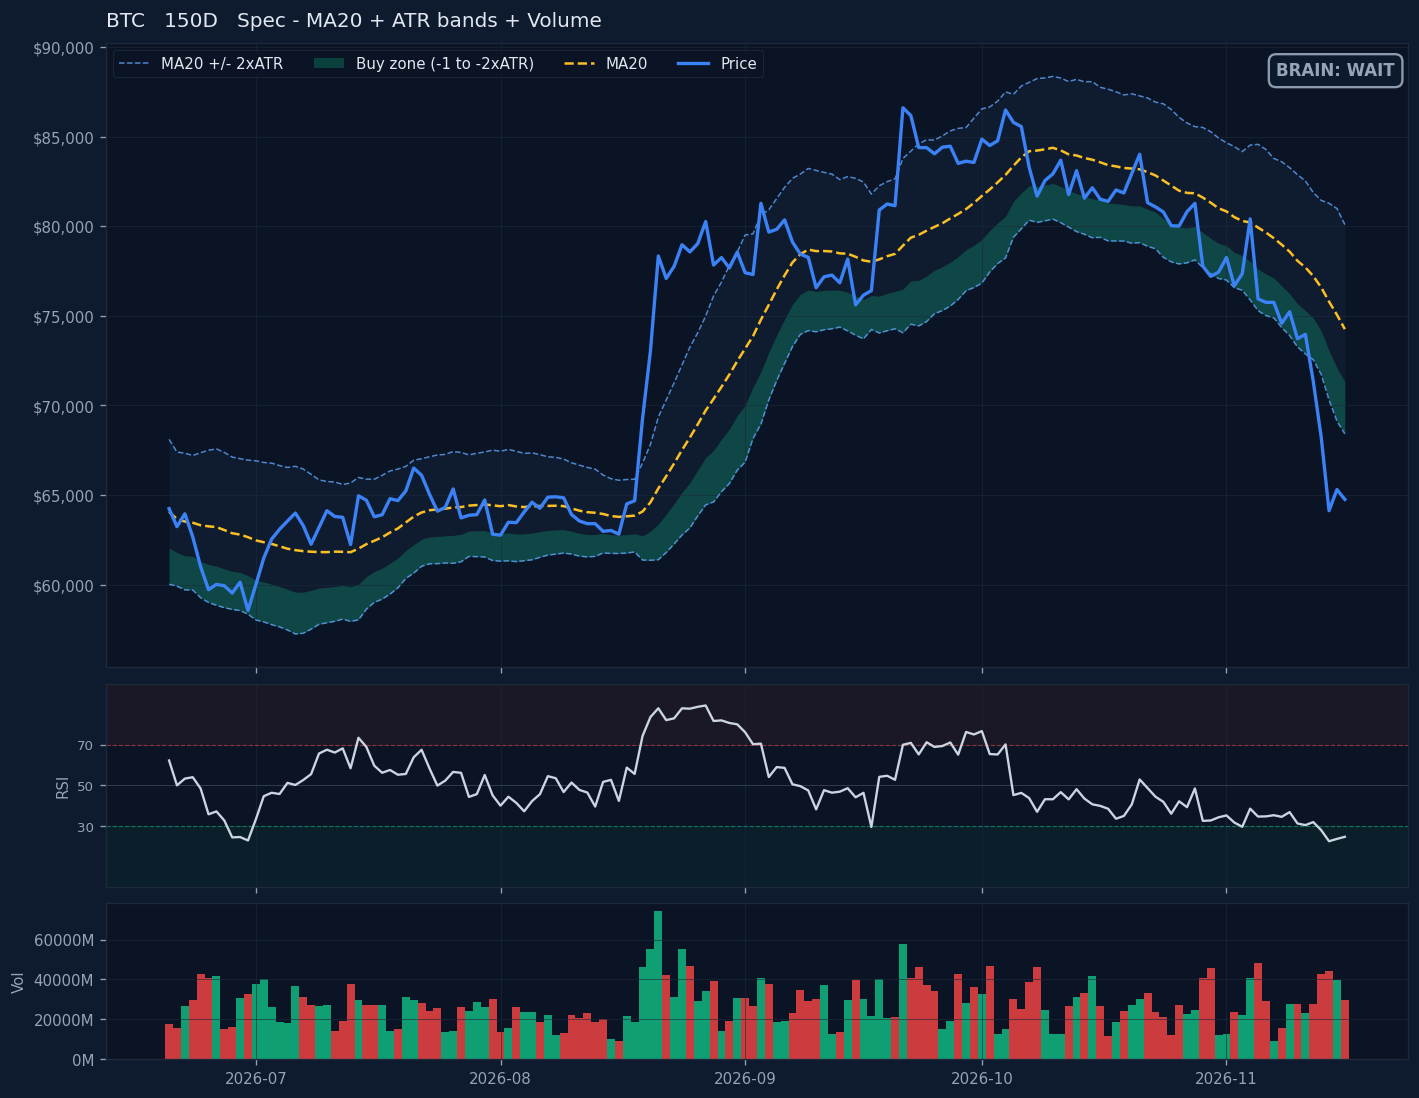 BTC   150D   Spec - MA20 + ATR bands + Volume
$90,000
MA20 +/- 2xATR
Buy zone (-1 to -2xATR)
MA20
Price
BRAIN: WAIT
$85,000
$80,000
$75,000
$70,000
$65,000
$60,000
70
50
30
RSI
60000M
40000M
20000M
0M
Vol
2026-07
2026-08
2026-09
2026-10
2026-11